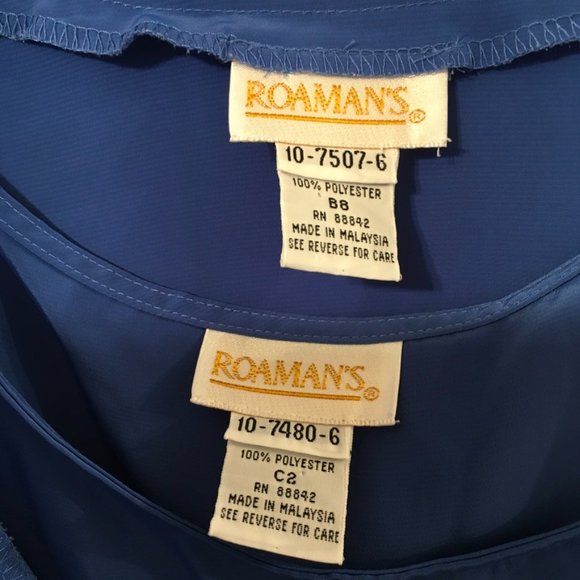 ROAMAN'S®
10-7507-6
100% POLYESTER
B8
RN 88842
MADE IN MALAYSIA
SEE REVERSE FOR CARE
ROAMAN'S®
10-7480-6
100% POLYESTER
C2
RN 88842
MADE IN MALAYSIA
SEE REVERSE FOR CARE